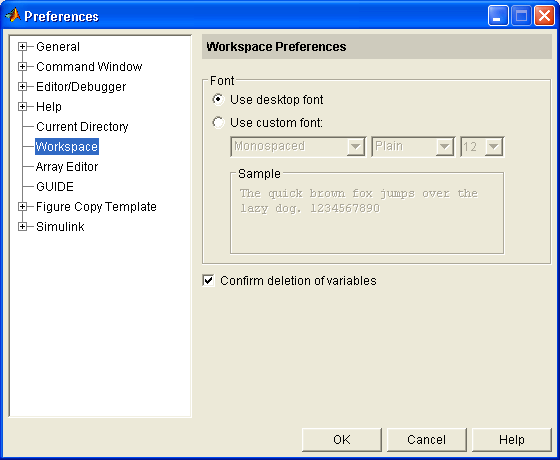 Preferences
General
Command Window
Editor/Debugger
Help
Current Directory
Workspace
Array Editor
GUIDE
Figure Copy Template
Simulink
Workspace Preferences
Font
Use desktop font
Use custom font:
Monospaced Plain 12
Sample
The quick brown fox jumps over the
lazy dog. 1234567890
Confirm deletion of variables
OK Cancel Help